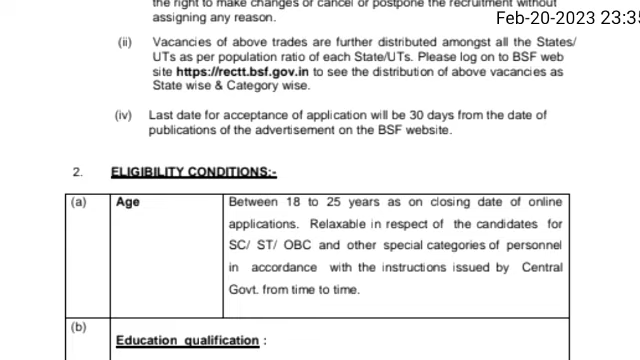 the right to make changes or cancel or postpone the recruitment without
assigning any reason.
Feb-20-2023 23:35
(ii) Vacancies of above trades are further distributed amongst all the States/
UTs as per population ratio of each State/UTs. Please log on to BSF web
site https://rectt.bsf.gov.in to see the distribution of above vacancies as
State wise & Category wise.
(iv) Last date for acceptance of application will be 30 days from the date of
publications of the advertisement on the BSF website.
2. ELIGIBILITY CONDITIONS:-
(a) Age Between 18 to 25 years as on closing date of online
applications. Relaxable in respect of the candidates for
SC/ ST/ OBC and other special categories of personnel
in accordance with the instructions issued by Central
Govt. from time to time.
(b)
Education qualification :